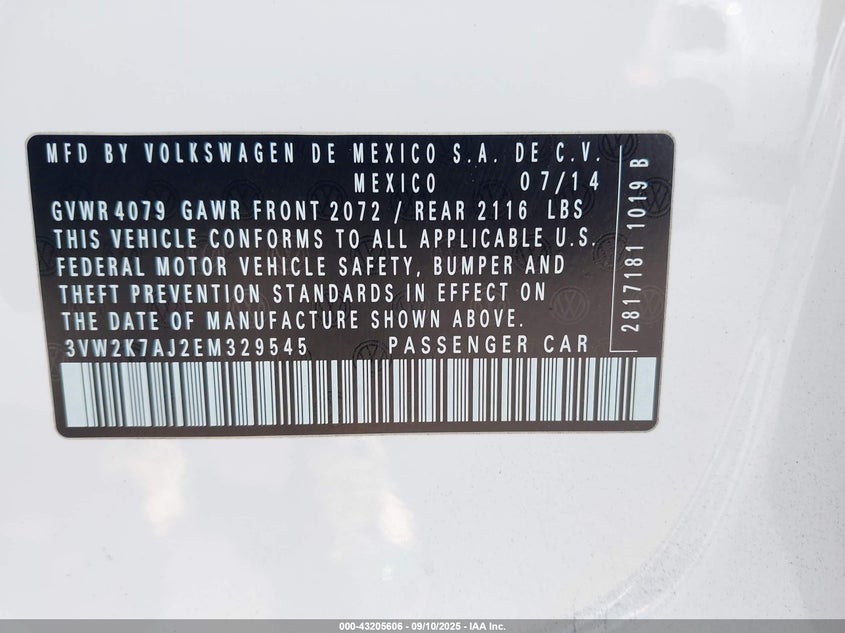 MFD BY VOLKSWAGEN DE MEXICO S.A. DE C.V.
MEXICO 07/14
GVWR 4079 GAWR FRONT 2072 / REAR 2116 LBS
THIS VEHICLE CONFORMS TO ALL APPLICABLE U.S.
FEDERAL MOTOR VEHICLE SAFETY, BUMPER AND
THEFT PREVENTION STANDARDS IN EFFECT ON
THE DATE OF MANUFACTURE SHOWN ABOVE.
3VW2K7AJ2EM329545 PASSENGER CAR
2817181 1019 B
000-43205606 - 09/10/2025 - IAA Inc.